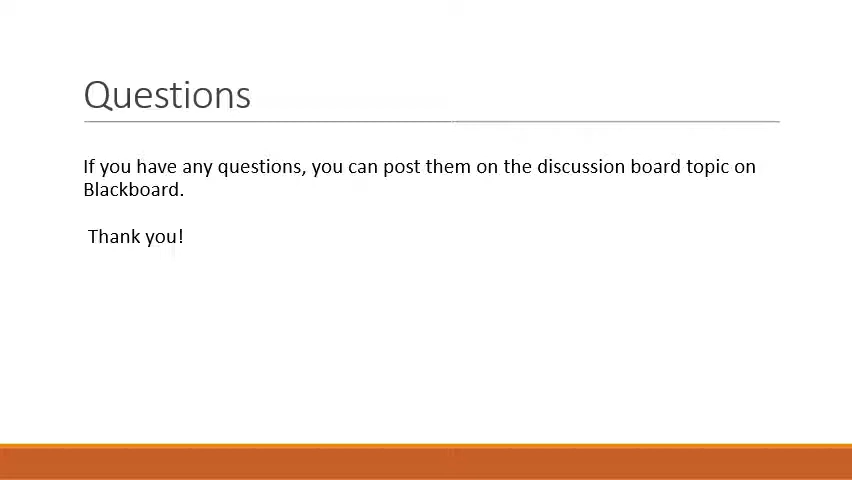 Questions
If you have any questions, you can post them on the discussion board topic on
Blackboard.
Thank you!